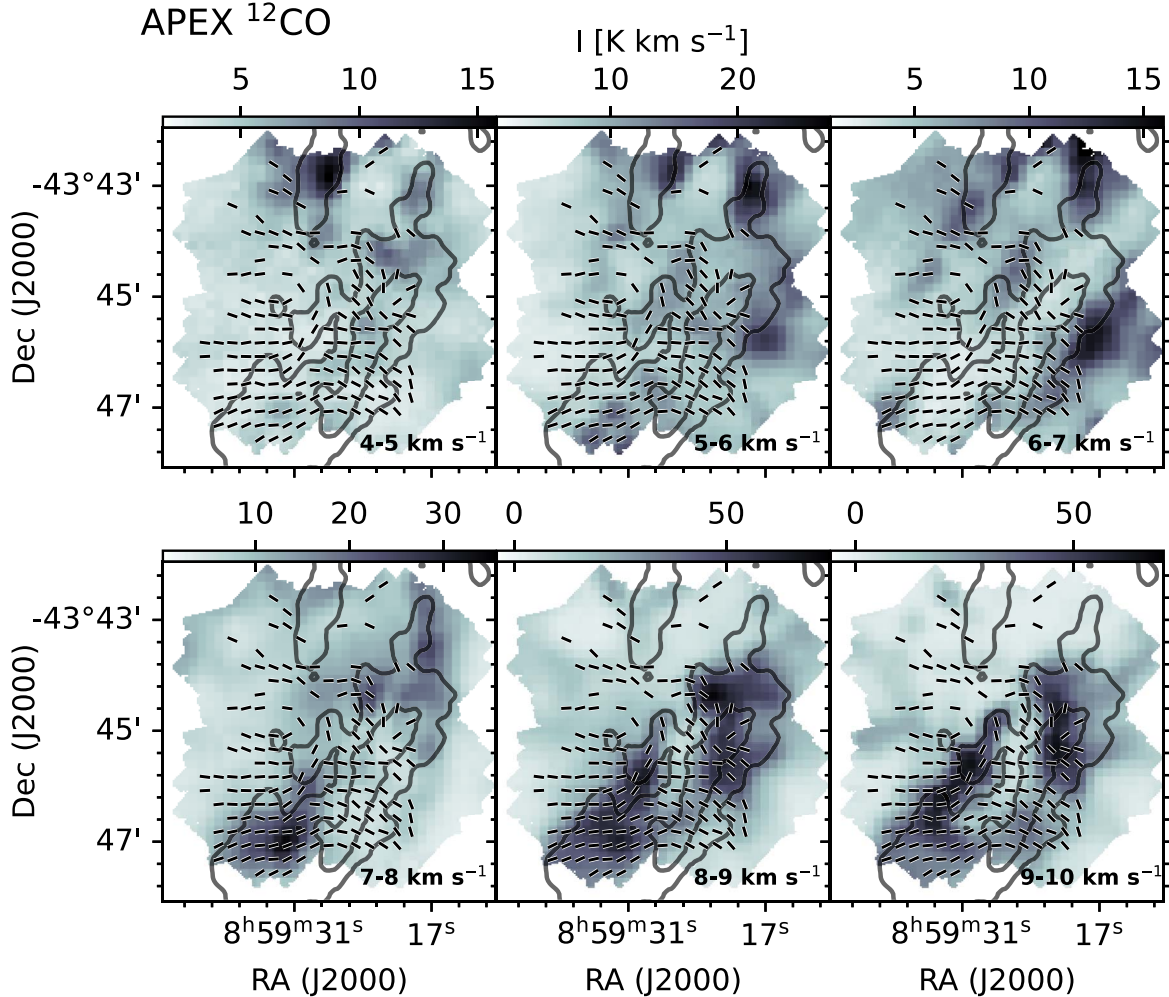 APEX ¹²CO
I [K km s⁻¹]
5 10 15 10 20 5 10 15
-43°43'
45'
47'
Dec (J2000)
4-5 km s⁻¹ 5-6 km s⁻¹ 6-7 km s⁻¹
10 20 30 0 50 0 50
-43°43'
45'
47'
Dec (J2000)
7-8 km s⁻¹ 8-9 km s⁻¹ 9-10 km s⁻¹
8ʰ59ᵐ31ˢ 17ˢ 8ʰ59ᵐ31ˢ 17ˢ 8ʰ59ᵐ31ˢ 17ˢ
RA (J2000) RA (J2000) RA (J2000)